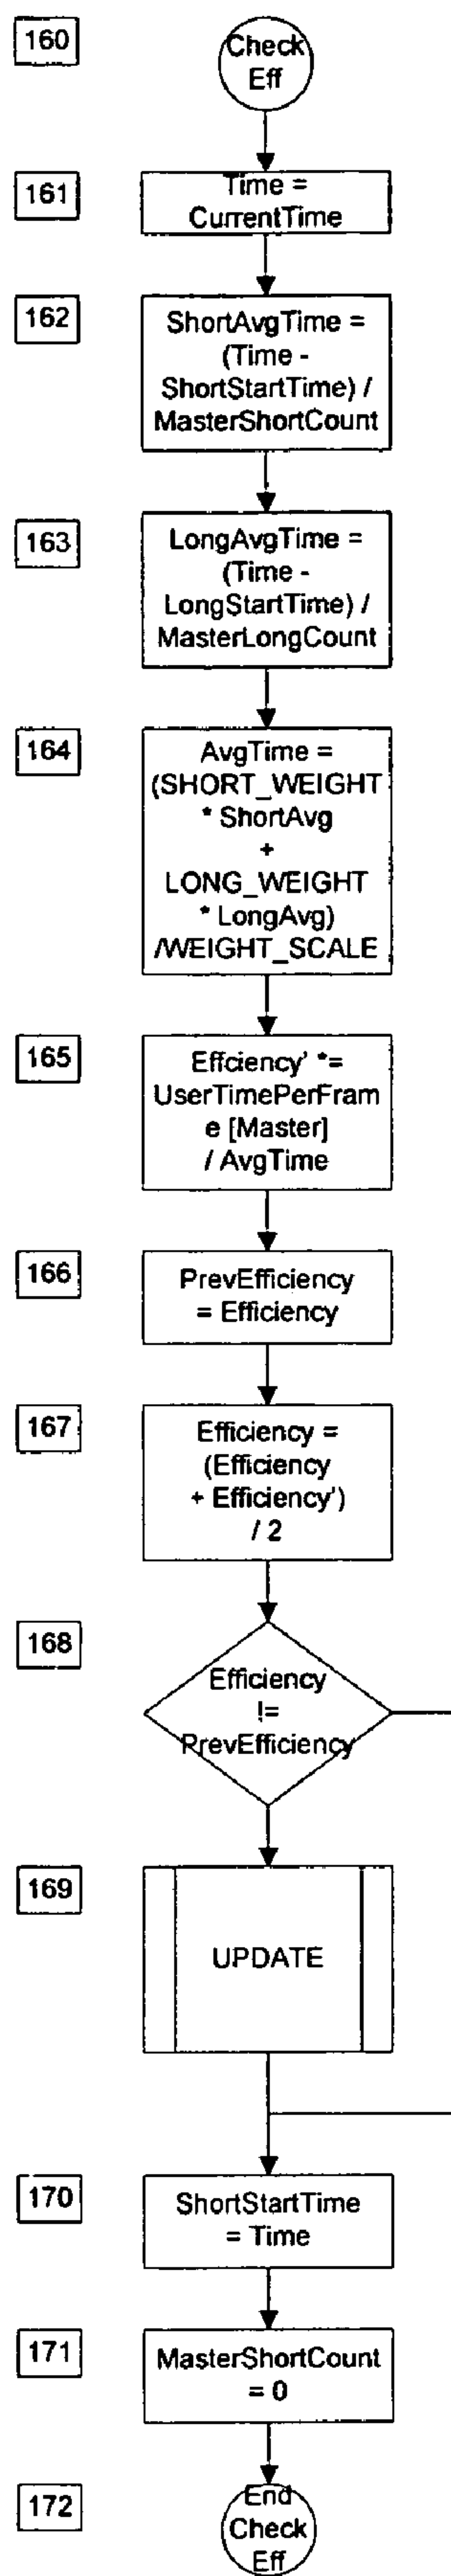 160
Check
Eff
161
Time =
CurrentTime
162
ShortAvgTime =
(Time -
ShortStartTime) /
MasterShortCount
163
LongAvgTime =
(Time -
LongStartTime) /
MasterLongCount
164
AvgTime =
(SHORT_WEIGHT
* ShortAvg
+
LONG_WEIGHT
* LongAvg)
/WEIGHT_SCALE
165
Effciency' *=
UserTimePerFram
e [Master]
/ AvgTime
166
PrevEfficiency
= Efficiency
167
Efficiency =
(Efficiency
+ Efficiency')
/ 2
168
Efficiency
!=
PrevEfficiency
169
UPDATE
170
ShortStartTime
= Time
171
MasterShortCount
= 0
172
End
Check
Eff